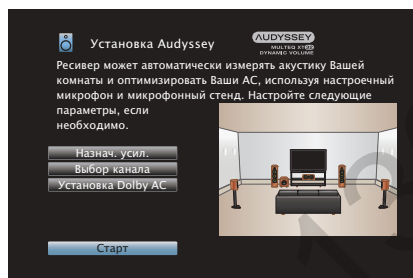 Установка Audyssey
AUDYSSEY
MULTEQ XT32
DYNAMIC VOLUME
Ресивер может автоматически измерять акустику Вашей
комнаты и оптимизировать Ваши АС, используя настроечный
микрофон и микрофонный стенд. Настройте следующие
параметры, если
необходимо.
Назнач. усил.
Выбор канала
Установка Dolby АС
Старт